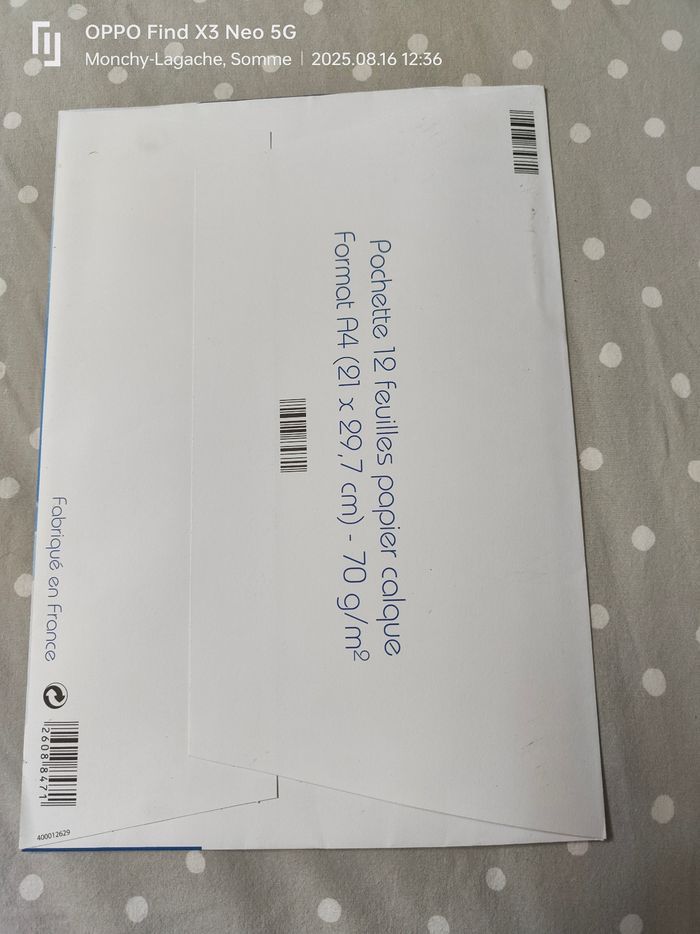 OPPO Find X3 Neo 5G
Monchy-Lagache, Somme | 2025.08.16 12:36
Pochette 12 feuilles papier calque
Format A4 (21 x 29,7 cm) - 70 g/m²
Fabriqué en France
26088471
400012629